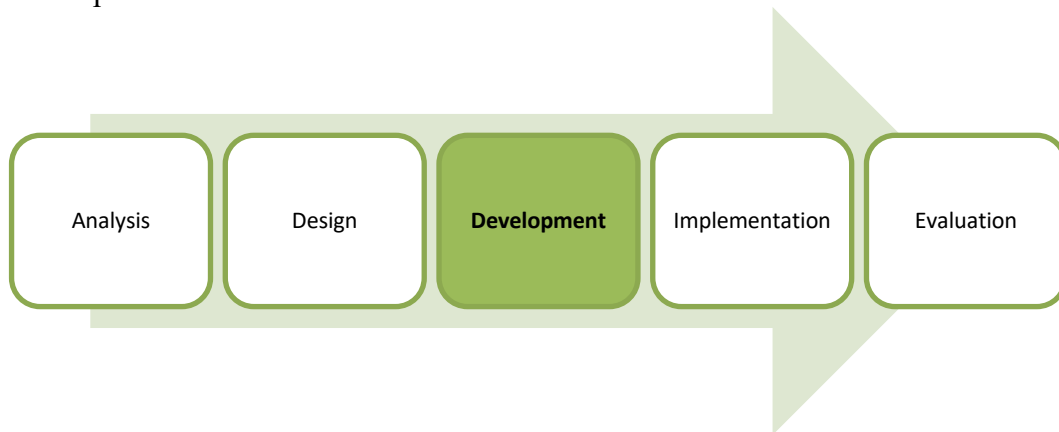 Analysis
Design
Development
Implementation
Evaluation